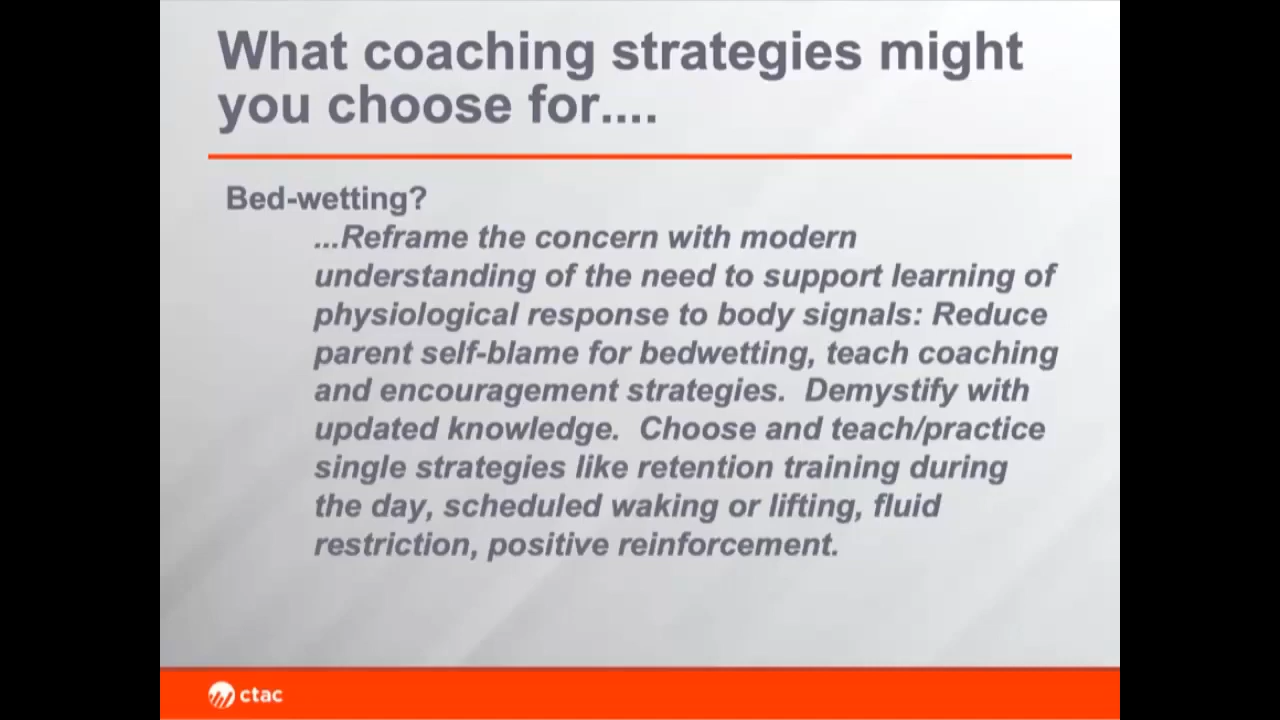 What coaching strategies might
you choose for....
Bed-wetting?
...Reframe the concern with modern
understanding of the need to support learning of
physiological response to body signals: Reduce
parent self-blame for bedwetting, teach coaching
and encouragement strategies.  Demystify with
updated knowledge.  Choose and teach/practice
single strategies like retention training during
the day, scheduled waking or lifting, fluid
restriction, positive reinforcement.
ctac